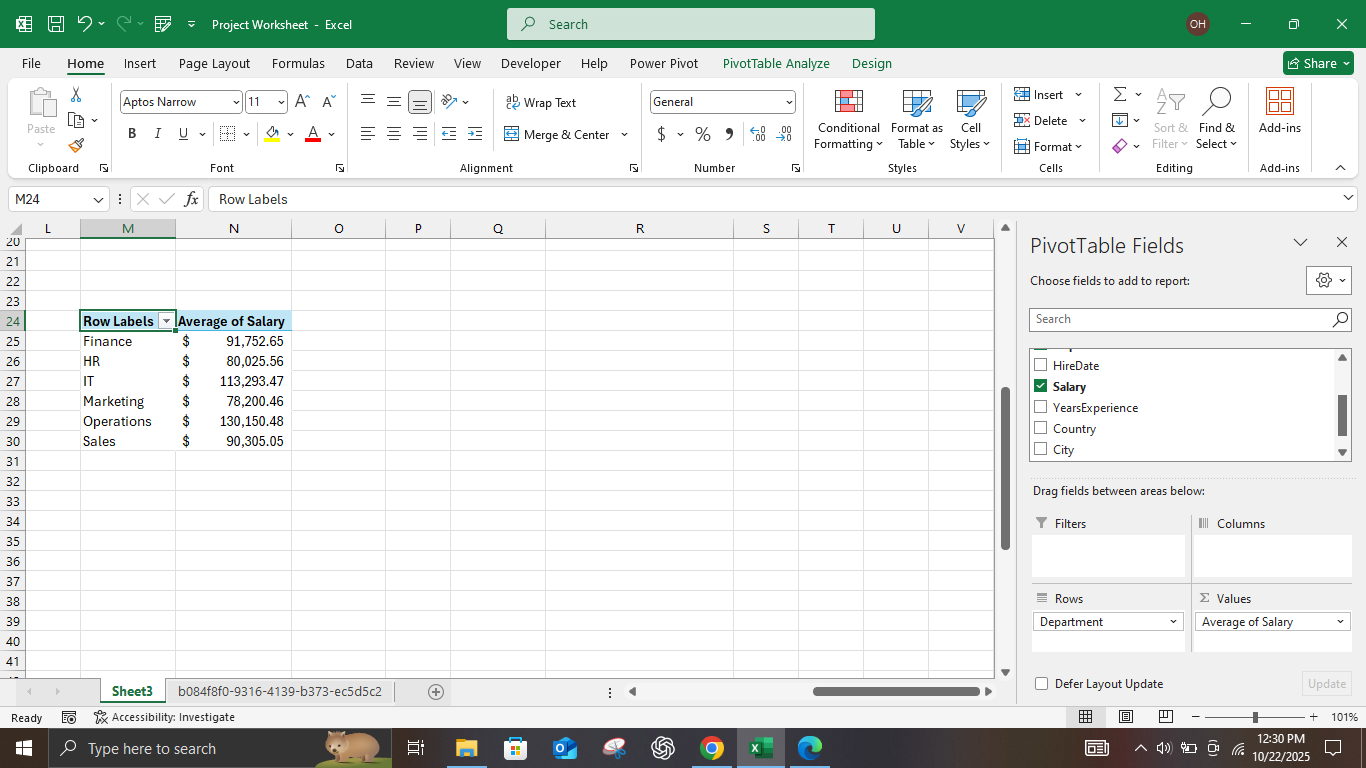 Project Worksheet - Excel
Search
OH
File Home Insert Page Layout Formulas Data Review View Developer Help Power Pivot PivotTable Analyze Design Share
Paste
Clipboard
Aptos Narrow 11
B I U
Font
Wrap Text
Merge & Center
Alignment
General
$ %
Number
Conditional Formatting
Format as Table
Cell Styles
Styles
Insert
Delete
Format
Cells
Sort & Filter
Find & Select
Editing
Add-ins
Add-ins
M24 fx Row Labels
L M N O P Q R S T U V
20
21
22
23
24 Row Labels Average of Salary
25 Finance $ 91,752.65
26 HR $ 80,025.56
27 IT $ 113,293.47
28 Marketing $ 78,200.46
29 Operations $ 130,150.48
30 Sales $ 90,305.05
31
32
33
34
35
36
37
38
39
40
41
PivotTable Fields
Choose fields to add to report:
Search
HireDate
Salary
YearsExperience
Country
City
Drag fields between areas below:
Filters Columns
Rows Values
Department Average of Salary
Defer Layout Update Update
Sheet3 b084f8f0-9316-4139-b373-ec5d5c2
Ready Accessibility: Investigate 101%
Type here to search
12:30 PM
10/22/2025